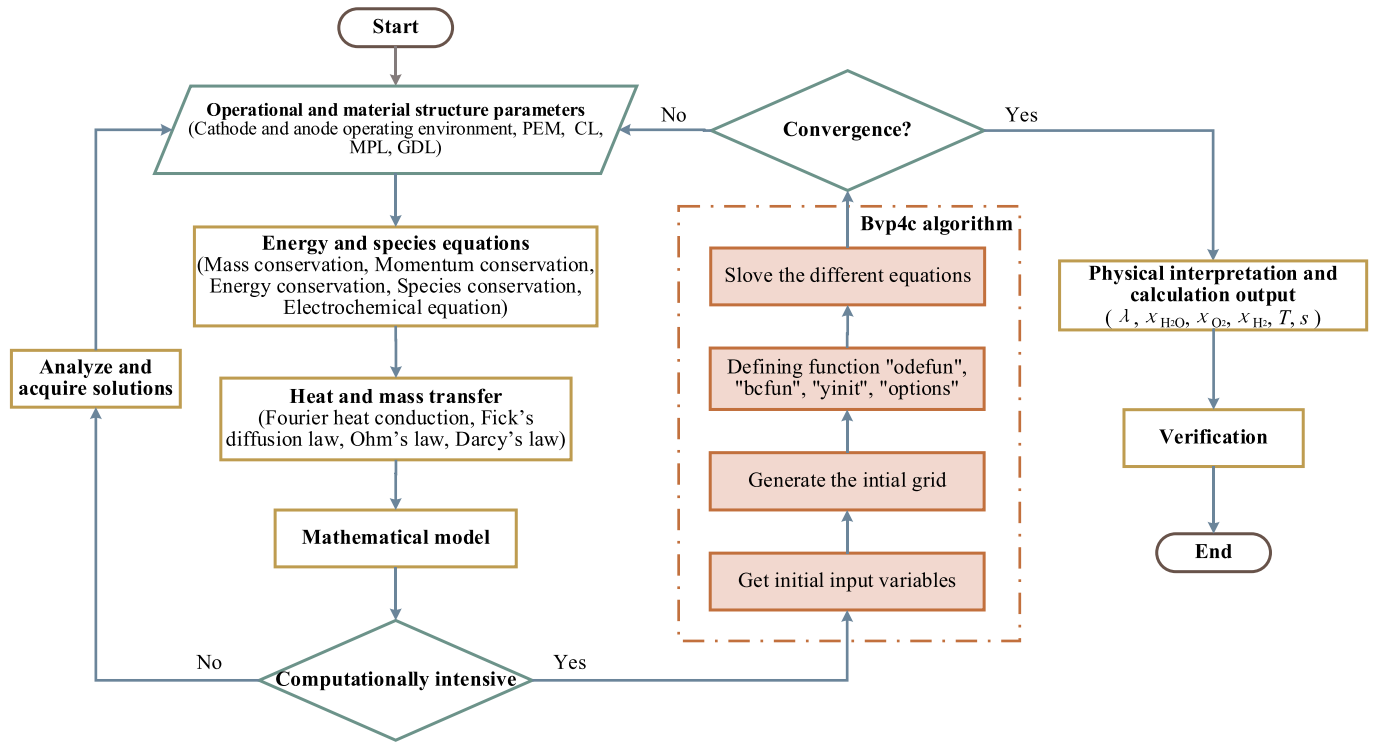 Start
Operational and material structure parameters
(Cathode and anode operating environment, PEM, CL,
MPL, GDL)
Energy and species equations
(Mass conservation, Momentum conservation,
Energy conservation, Species conservation,
Electrochemical equation)
Heat and mass transfer
(Fourier heat conduction, Fick's
diffusion law, Ohm's law, Darcy's law)
Mathematical model
Computationally intensive
No
Yes
Analyze and
acquire solutions
Bvp4c algorithm
Get initial input variables
Generate the intial grid
Defining function "odefun",
"bcfun", "yinit", "options"
Slove the different equations
Convergence?
No
Yes
Physical interpretation and
calculation output
( λ, x H2O, x O2, x H2, T, s )
Verification
End